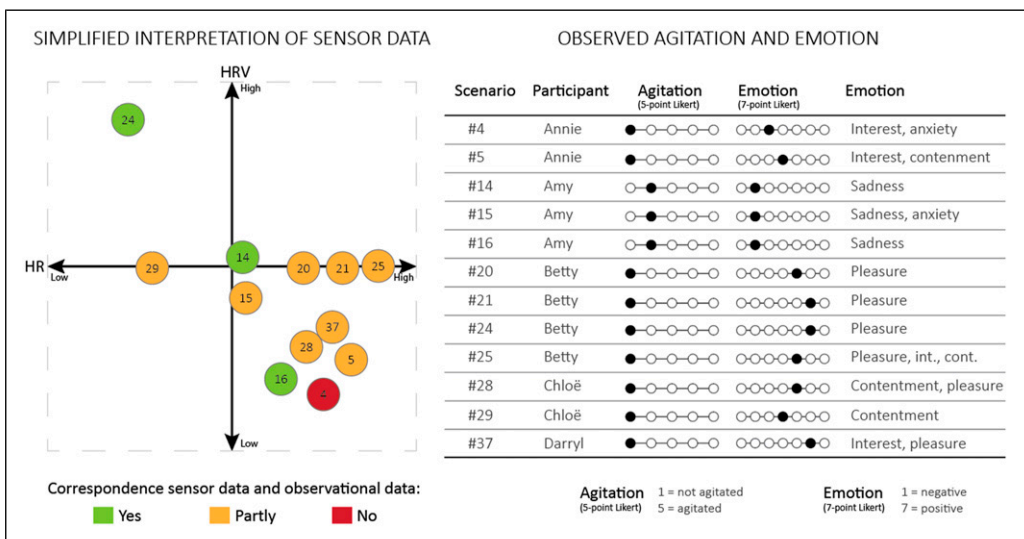 SIMPLIFIED INTERPRETATION OF SENSOR DATA
HRV
High
24
HR
Low
29
14
20
21
25
High
15
37
28
5
16
4
Low
Correspondence sensor data and observational data:
Yes
Partly
No
OBSERVED AGITATION AND EMOTION
Scenario Participant Agitation (5-point Likert) Emotion (7-point Likert) Emotion
#4 Annie Interest, anxiety
#5 Annie Interest, contenment
#14 Amy Sadness
#15 Amy Sadness, anxiety
#16 Amy Sadness
#20 Betty Pleasure
#21 Betty Pleasure
#24 Betty Pleasure
#25 Betty Pleasure, int., cont.
#28 Chloë Contentment, pleasure
#29 Chloë Contentment
#37 Darryl Interest, pleasure
Agitation
(5-point Likert)
1 = not agitated
5 = agitated
Emotion
(7-point Likert)
1 = negative
7 = positive